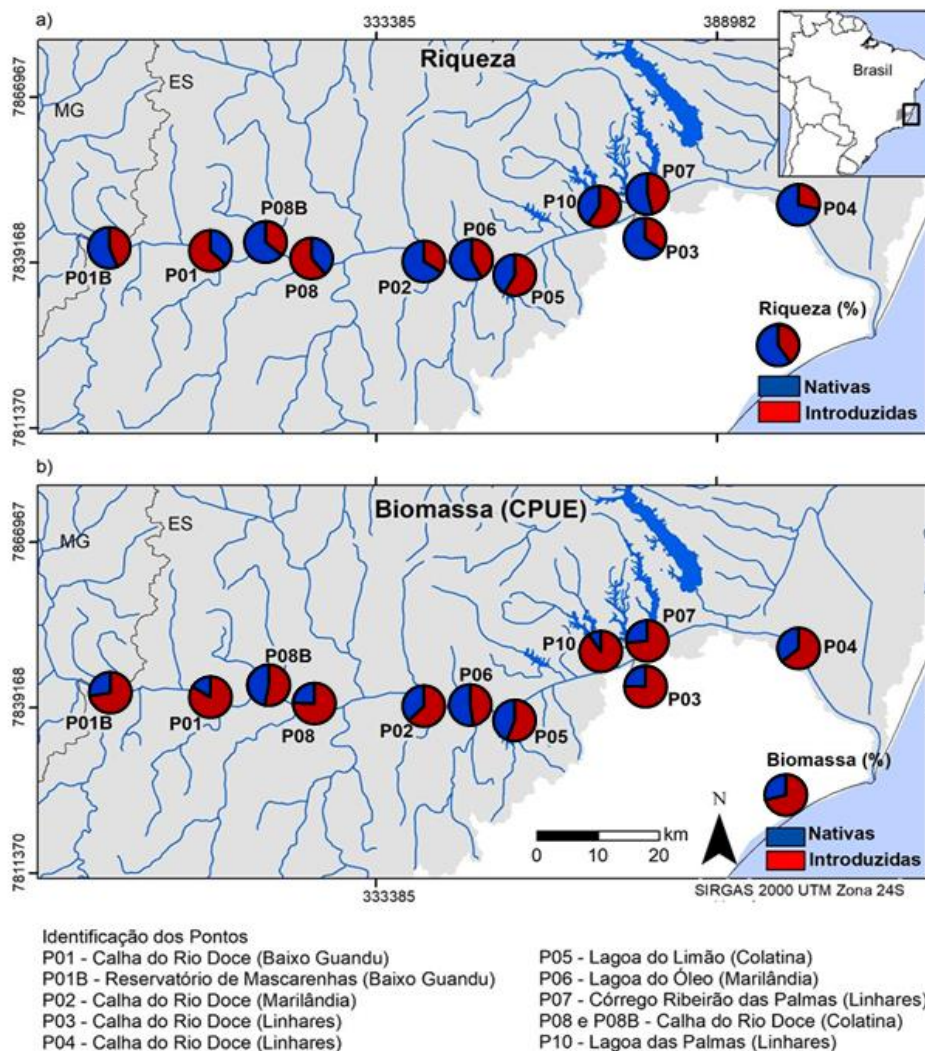 a)
333385
388982
Riqueza
Brasil
7866967
MG
ES
P07
P10
P04
P08B
P06
P03
7839168
P01B
P01
P08
P02
P05
Riqueza (%)
Nativas
Introduzidas
7811370
b)
Biomassa (CPUE)
7866967
MG
ES
P07
P10
P04
P08B
P06
P03
7839168
P01B
P01
P08
P02
P05
Biomassa (%)
N
km
0 10 20
Nativas
Introduzidas
7811370
SIRGAS 2000 UTM Zona 24S
333385
Identificação dos Pontos
P01 - Calha do Rio Doce (Baixo Guandu)
P01B - Reservatório de Mascarenhas (Baixo Guandu)
P02 - Calha do Rio Doce (Marilândia)
P03 - Calha do Rio Doce (Linhares)
P04 - Calha do Rio Doce (Linhares)
P05 - Lagoa do Limão (Colatina)
P06 - Lagoa do Óleo (Marilândia)
P07 - Córrego Ribeirão das Palmas (Linhares)
P08 e P08B - Calha do Rio Doce (Colatina)
P10 - Lagoa das Palmas (Linhares)